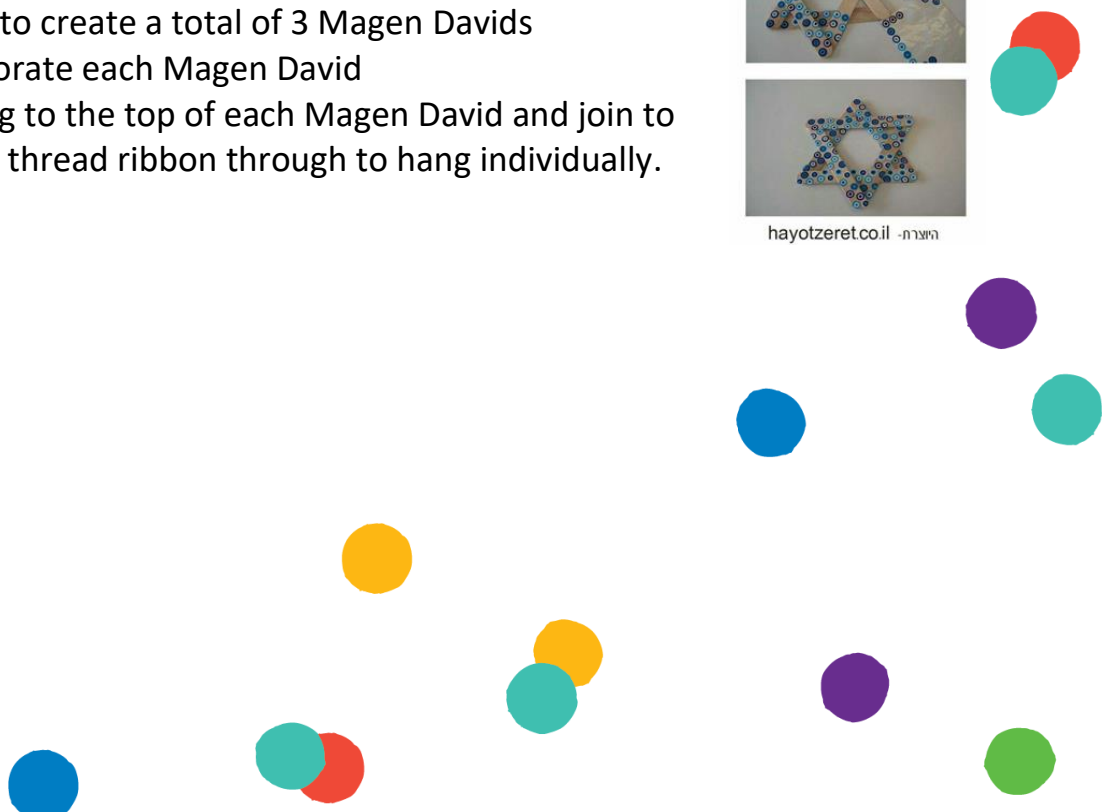 to create a total of 3 Magen Davids
orate each Magen David
g to the top of each Magen David and join to
thread ribbon through to hang individually.
hayotzeret.co.il -היוצרת